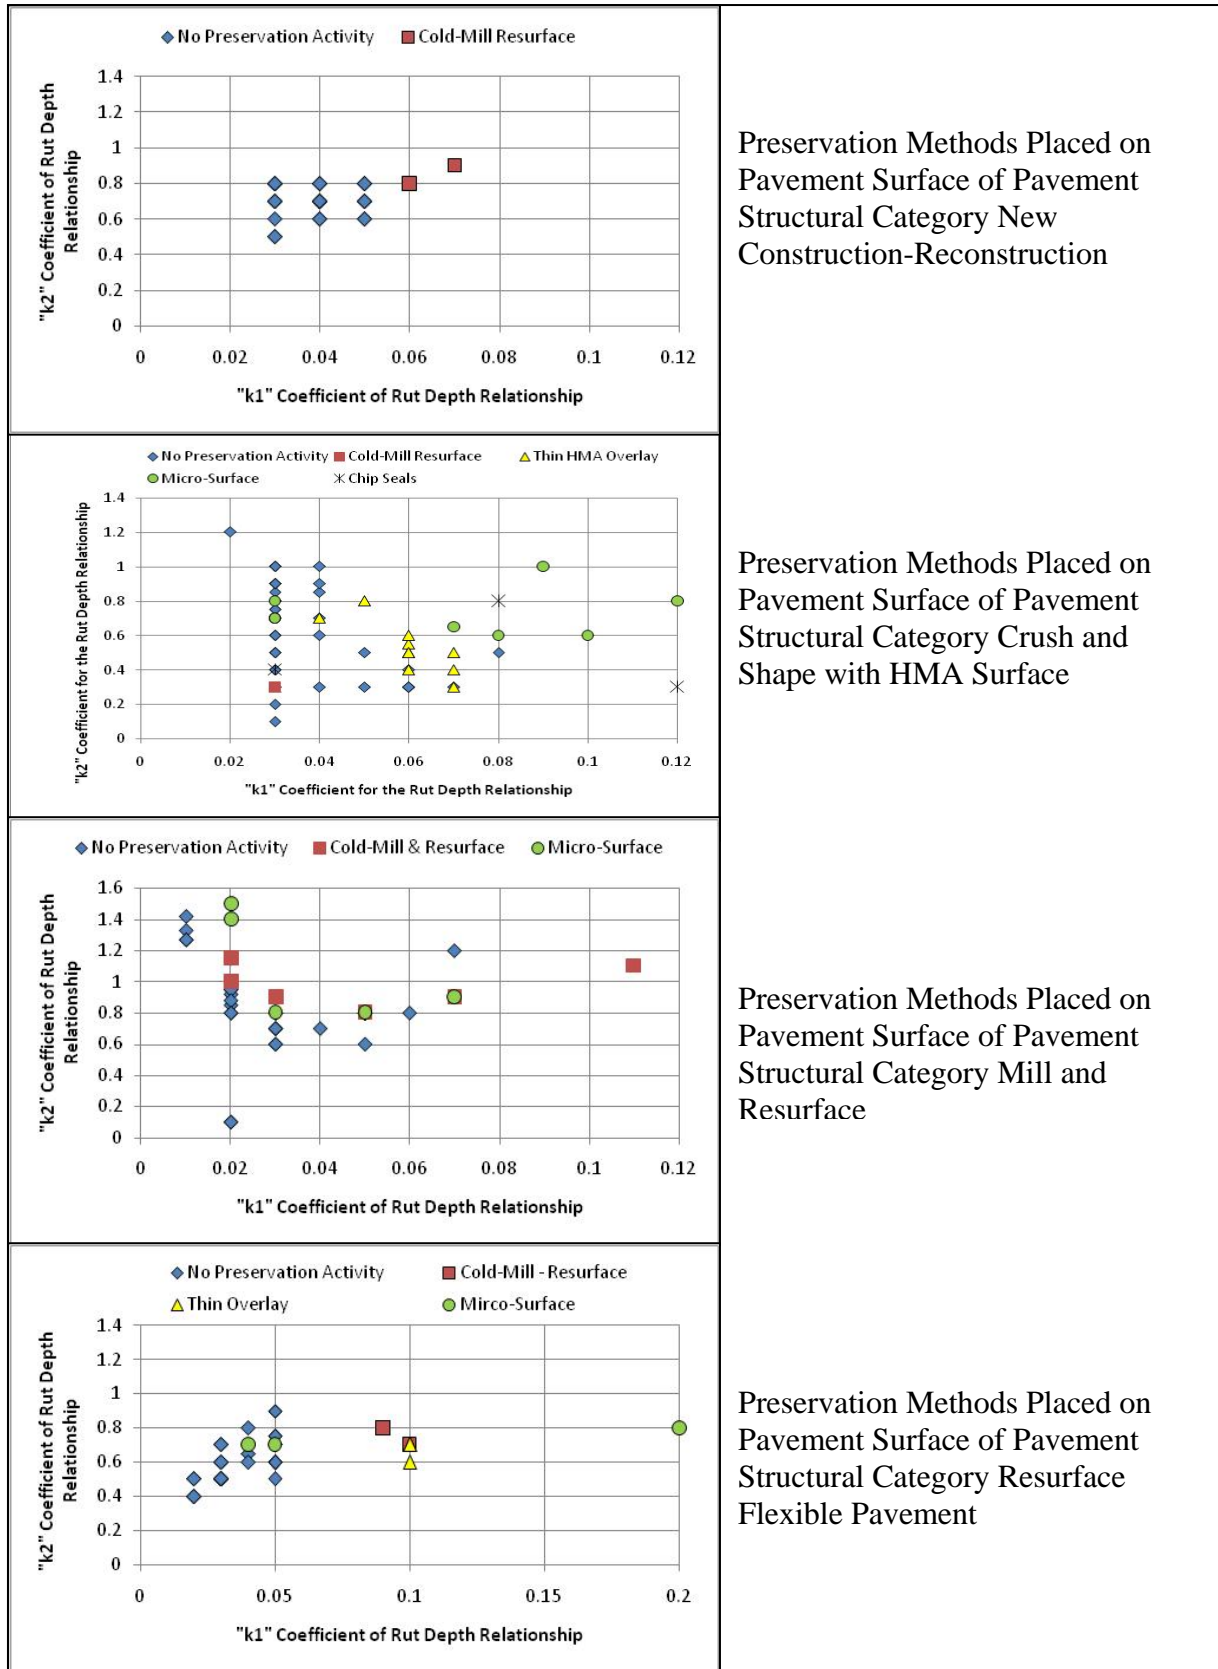 No Preservation Activity Cold-Mill Resurface
"k2" Coefficient of Rut Depth
Relationship
1.4
1.2
1
0.8
0.6
0.4
0.2
0
0 0.02 0.04 0.06 0.08 0.1 0.12
"k1" Coefficient of Rut Depth Relationship
Preservation Methods Placed on
Pavement Surface of Pavement
Structural Category New
Construction-Reconstruction
No Preservation Activity Cold-Mill Resurface Thin HMA Overlay
Micro-Surface Chip Seals
"k2" Coefficient for the Rut Depth Relationship
1.4
1.2
1
0.8
0.6
0.4
0.2
0
0 0.02 0.04 0.06 0.08 0.1 0.12
"k1" Coefficient for the Rut Depth Relationship
Preservation Methods Placed on
Pavement Surface of Pavement
Structural Category Crush and
Shape with HMA Surface
No Preservation Activity Cold-Mill & Resurface Micro-Surface
"k2" Coefficient of Rut Depth
Relationship
1.6
1.4
1.2
1
0.8
0.6
0.4
0.2
0
0 0.02 0.04 0.06 0.08 0.1 0.12
"k1" Coefficient of Rut Depth Relationship
Preservation Methods Placed on
Pavement Surface of Pavement
Structural Category Mill and
Resurface
No Preservation Activity Cold-Mill - Resurface
Thin Overlay Mirco-Surface
"k2" Coefficient of Rut Depth
Relationship
1.4
1.2
1
0.8
0.6
0.4
0.2
0
0 0.05 0.1 0.15 0.2
"k1" Coefficient of Rut Depth Relationship
Preservation Methods Placed on
Pavement Surface of Pavement
Structural Category Resurface
Flexible Pavement